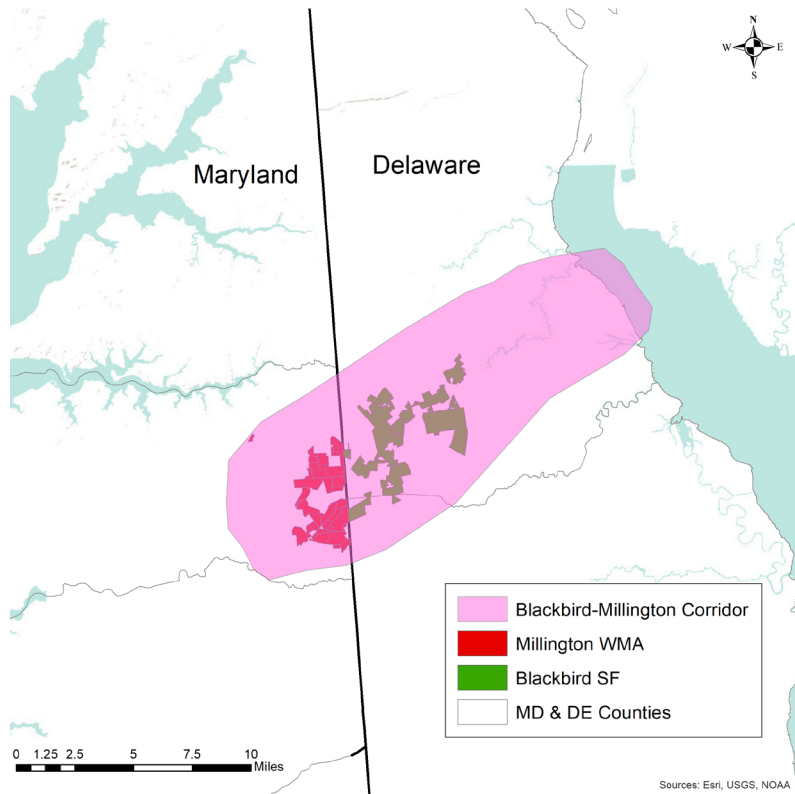 N
W E
S
Maryland
Delaware
Blackbird-Millington Corridor
Millington WMA
Blackbird SF
MD & DE Counties
0 1.25 2.5 5 7.5 10
Miles
Sources: Esri, USGS, NOAA